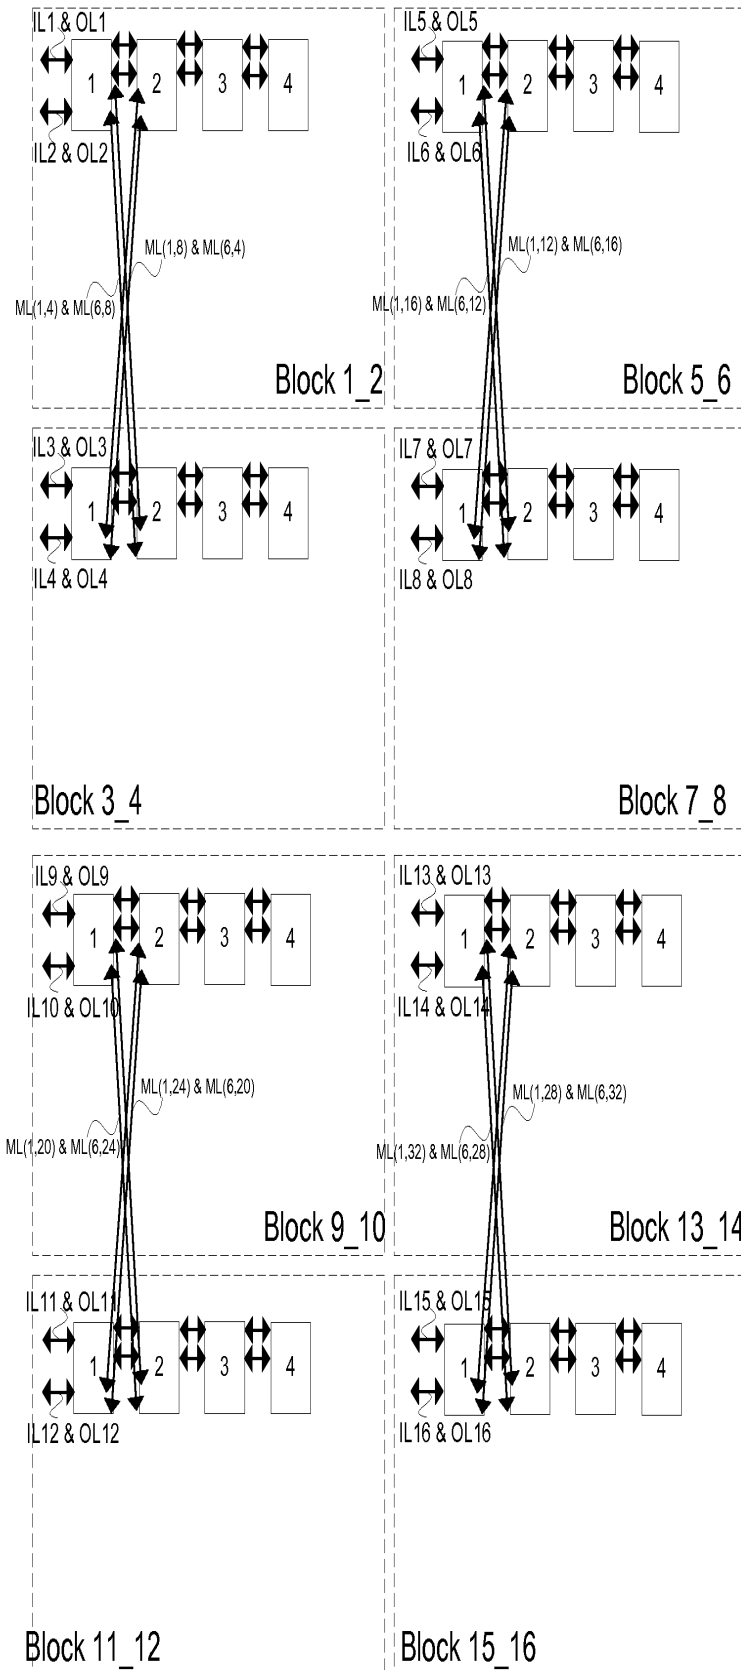 IL1 & OL1
1 2 3 4
IL2 & OL2
ML(1,8) & ML(6,4)
ML(1,4) & ML(6,8)
Block 1_2
IL5 & OL5
1 2 3 4
IL6 & OL6
ML(1,12) & ML(6,16)
ML(1,16) & ML(6,12)
Block 5_6
IL3 & OL3
1 2 3 4
IL4 & OL4
Block 3_4
IL7 & OL7
1 2 3 4
IL8 & OL8
Block 7_8
IL9 & OL9
1 2 3 4
IL10 & OL10
ML(1,24) & ML(6,20)
ML(1,20) & ML(6,24)
Block 9_10
IL13 & OL13
1 2 3 4
IL14 & OL14
ML(1,28) & ML(6,32)
ML(1,32) & ML(6,28)
Block 13_14
IL11 & OL11
1 2 3 4
IL12 & OL12
Block 11_12
IL15 & OL15
1 2 3 4
IL16 & OL16
Block 15_16